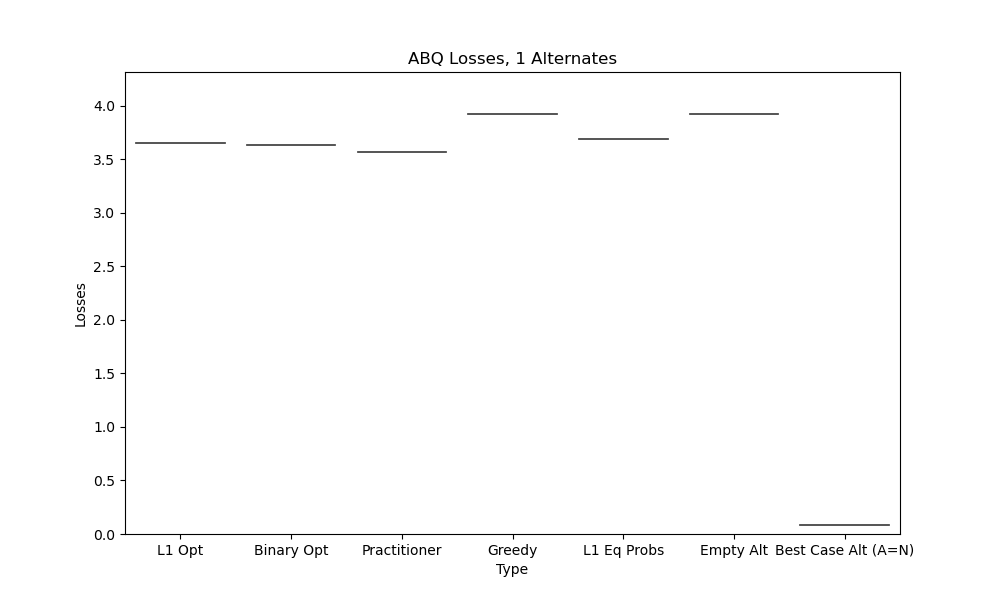 ABQ Losses, 1 Alternates
4.0
3.5
3.0
2.5
2.0
1.5
1.0
0.5
0.0
Losses
L1 Opt Binary Opt Practitioner Greedy L1 Eq Probs Empty Alt Best Case Alt (A=N)
Type